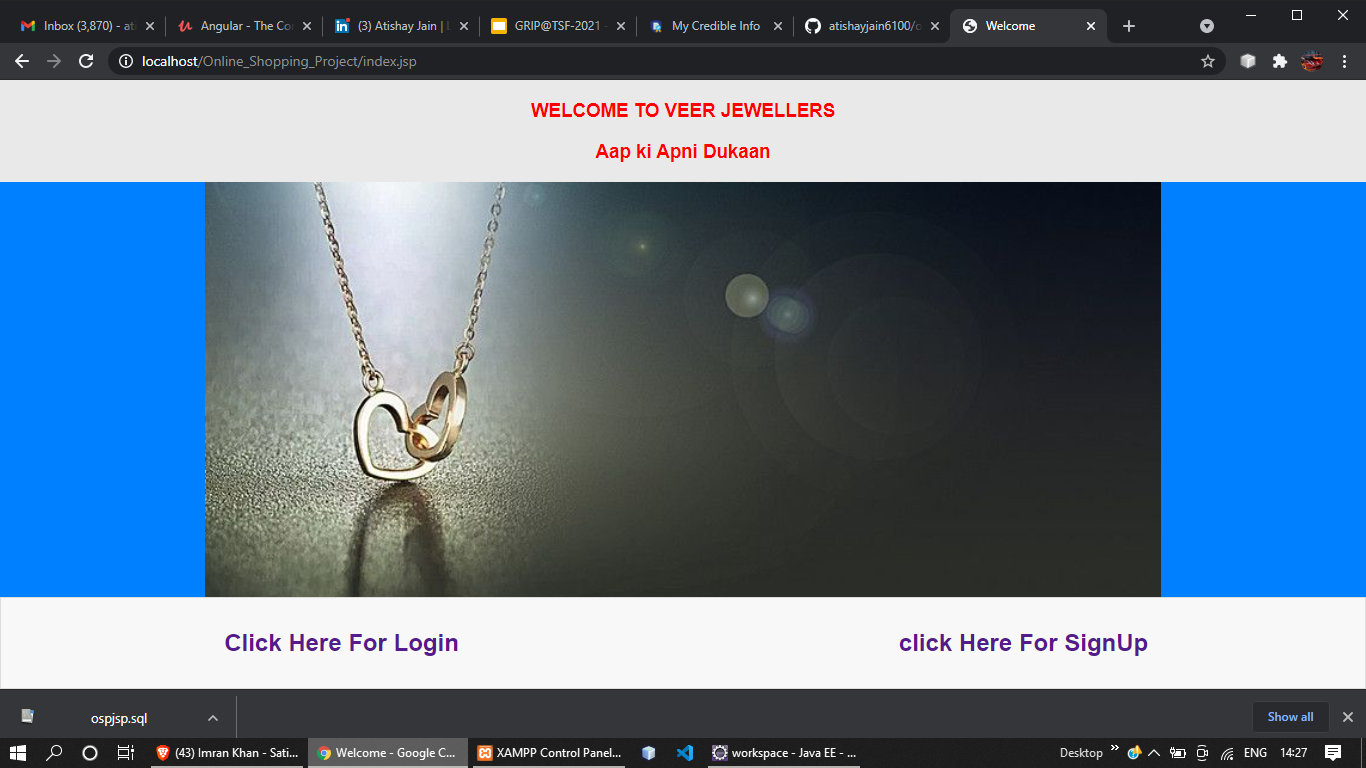 Inbox (3,870) - at
Angular - The Co
(3) Atishay Jain |
GRIP@TSF-2021 -
My Credible Info
atishayjain6100/o
Welcome
localhost/Online_Shopping_Project/index.jsp
WELCOME TO VEER JEWELLERS
Aap ki Apni Dukaan
Click Here For Login
click Here For SignUp
ospjsp.sql
Show all
(43) Imran Khan - Sati...
Welcome - Google C...
XAMPP Control Panel...
workspace - Java EE - ...
Desktop
ENG
14:27